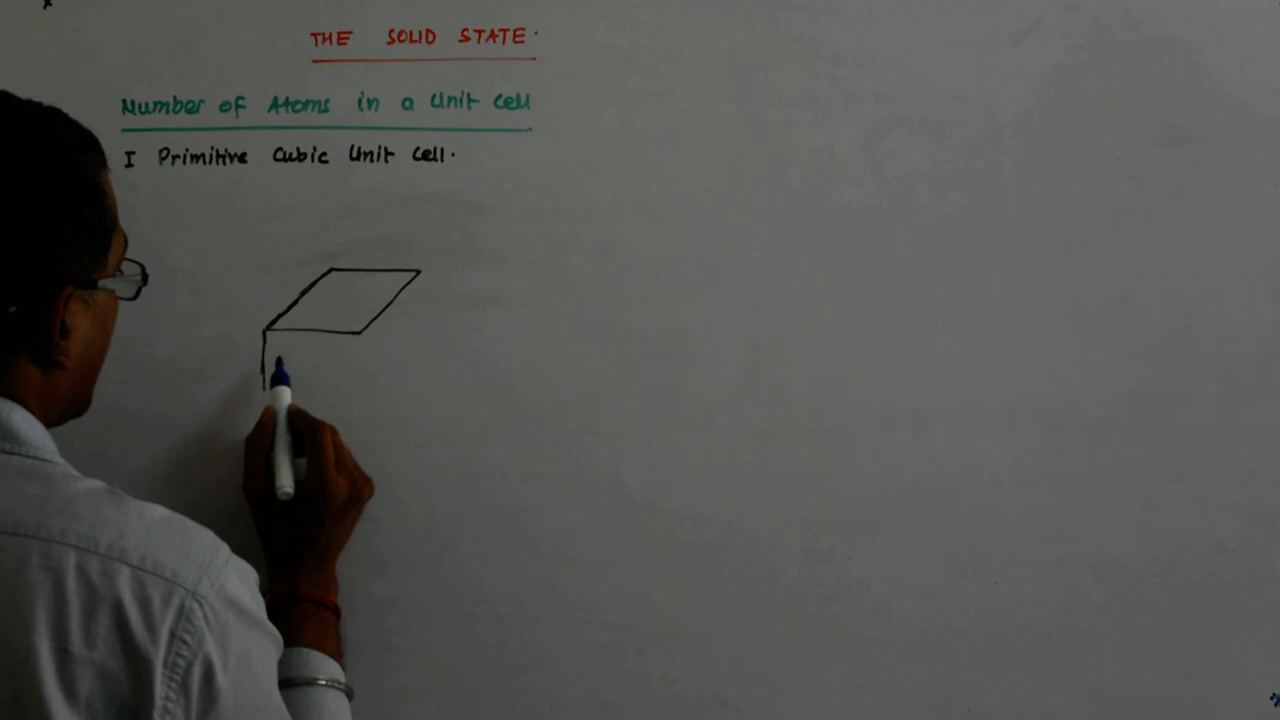 THE SOLID STATE.
Number of Atoms in a Unit Cell
I Primitive Cubic Unit Cell.